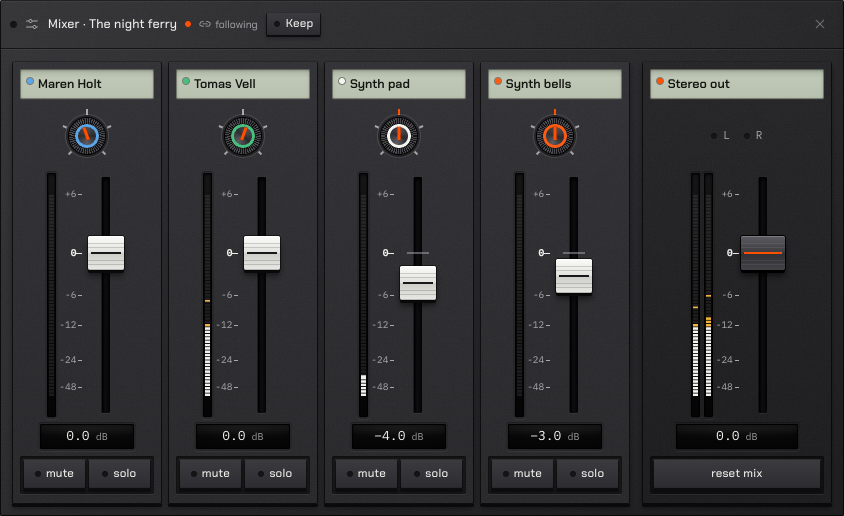 Mixer · The night ferry following Keep
Maren Holt
+6
0
-6
-12
-24
-48
0.0 dB
mute solo
Tomas Vell
+6
0
-6
-12
-24
-48
0.0 dB
mute solo
Synth pad
+6
0
-6
-12
-24
-48
−4.0 dB
mute solo
Synth bells
+6
0
-6
-12
-24
-48
−3.0 dB
mute solo
Stereo out
L R
+6
0
-6
-12
-24
-48
0.0 dB
reset mix